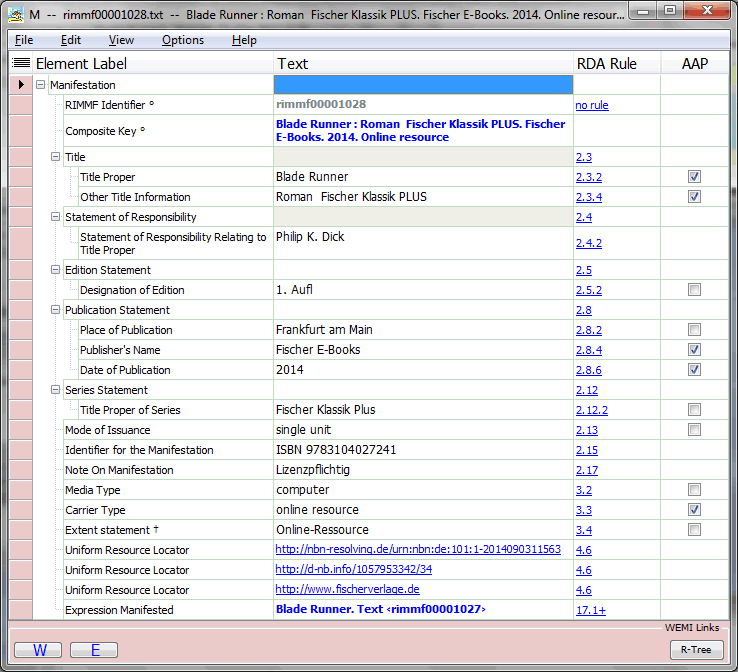 M -- rimmf00001028.txt -- Blade Runner : Roman Fischer Klassik PLUS. Fischer E-Books. 2014. Online resour...
File Edit View Options Help
Element Label Text RDA Rule AAP
Manifestation
RIMMF Identifier º rimmf00001028 no rule
Composite Key º Blade Runner : Roman Fischer Klassik PLUS. Fischer
E-Books. 2014. Online resource
Title 2.3
Title Proper Blade Runner 2.3.2
Other Title Information Roman Fischer Klassik PLUS 2.3.4
Statement of Responsibility 2.4
Statement of Responsibility Relating to
Title Proper Philip K. Dick 2.4.2
Edition Statement 2.5
Designation of Edition 1. Aufl 2.5.2
Publication Statement 2.8
Place of Publication Frankfurt am Main 2.8.2
Publisher's Name Fischer E-Books 2.8.4
Date of Publication 2014 2.8.6
Series Statement 2.12
Title Proper of Series Fischer Klassik Plus 2.12.2
Mode of Issuance single unit 2.13
Identifier for the Manifestation ISBN 9783104027241 2.15
Note On Manifestation Lizenzpflichtig 2.17
Media Type computer 3.2
Carrier Type online resource 3.3
Extent statement † Online-Ressource 3.4
Uniform Resource Locator http://nbn-resolving.de/urn:nbn:de:101:1-2014090311563 4.6
Uniform Resource Locator http://d-nb.info/1057953342/34 4.6
Uniform Resource Locator http://www.fischerverlage.de 4.6
Expression Manifested Blade Runner. Text <rimmf00001027> 17.1+
WEMI Links
W E R-Tree